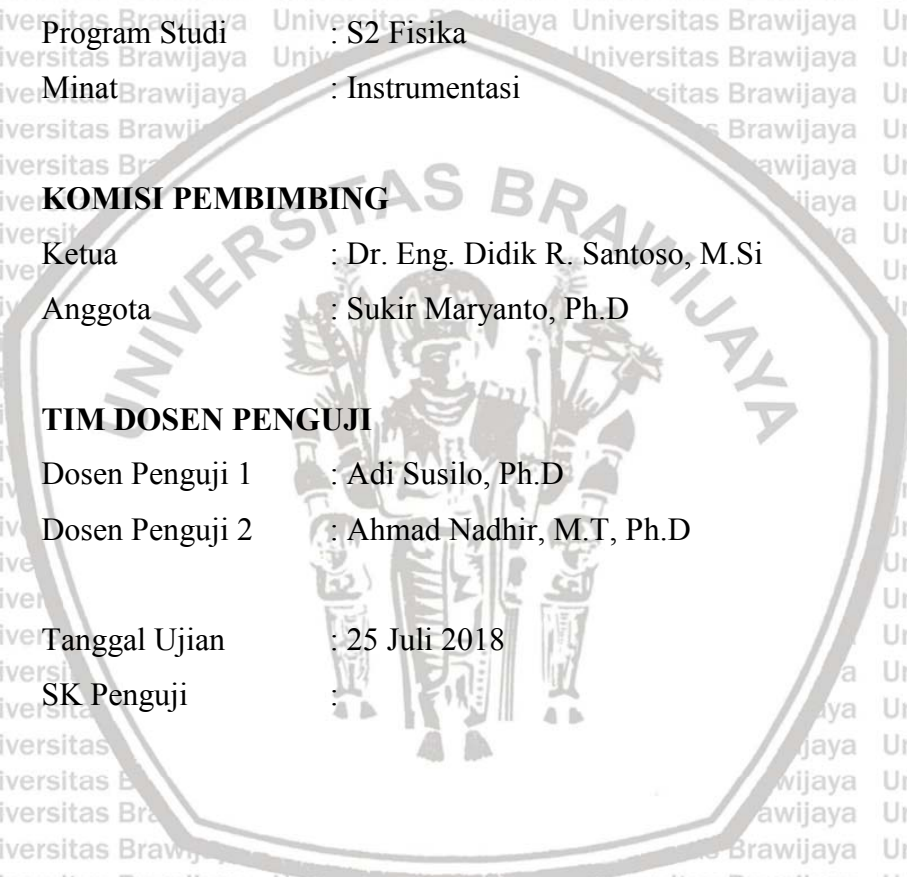 Program Studi : S2 Fisika
Minat : Instrumentasi
KOMISI PEMBIMBING
Ketua : Dr. Eng. Didik R. Santoso, M.Si
Anggota : Sukir Maryanto, Ph.D
TIM DOSEN PENGUJI
Dosen Penguji 1 : Adi Susilo, Ph.D
Dosen Penguji 2 : Ahmad Nadhir, M.T, Ph.D
Tanggal Ujian : 25 Juli 2018
SK Penguji :
UNIVERSITAS BRAWIJAYA